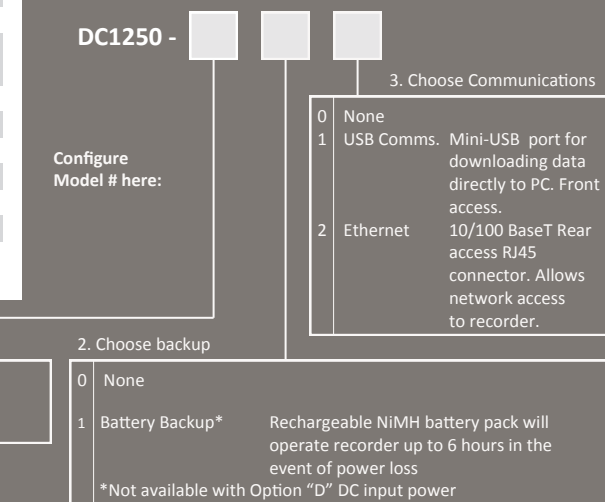 DC1250 -
Configure
Model # here:
3. Choose Communications
0 None
1 USB Comms. Mini-USB port for
downloading data
directly to PC. Front
access.
2 Ethernet 10/100 BaseT Rear
access RJ45
connector. Allows
network access
to recorder.
2. Choose backup
0 None
1 Battery Backup* Rechargeable NiMH battery pack will
operate recorder up to 6 hours in the
event of power loss
*Not available with Option “D” DC input power